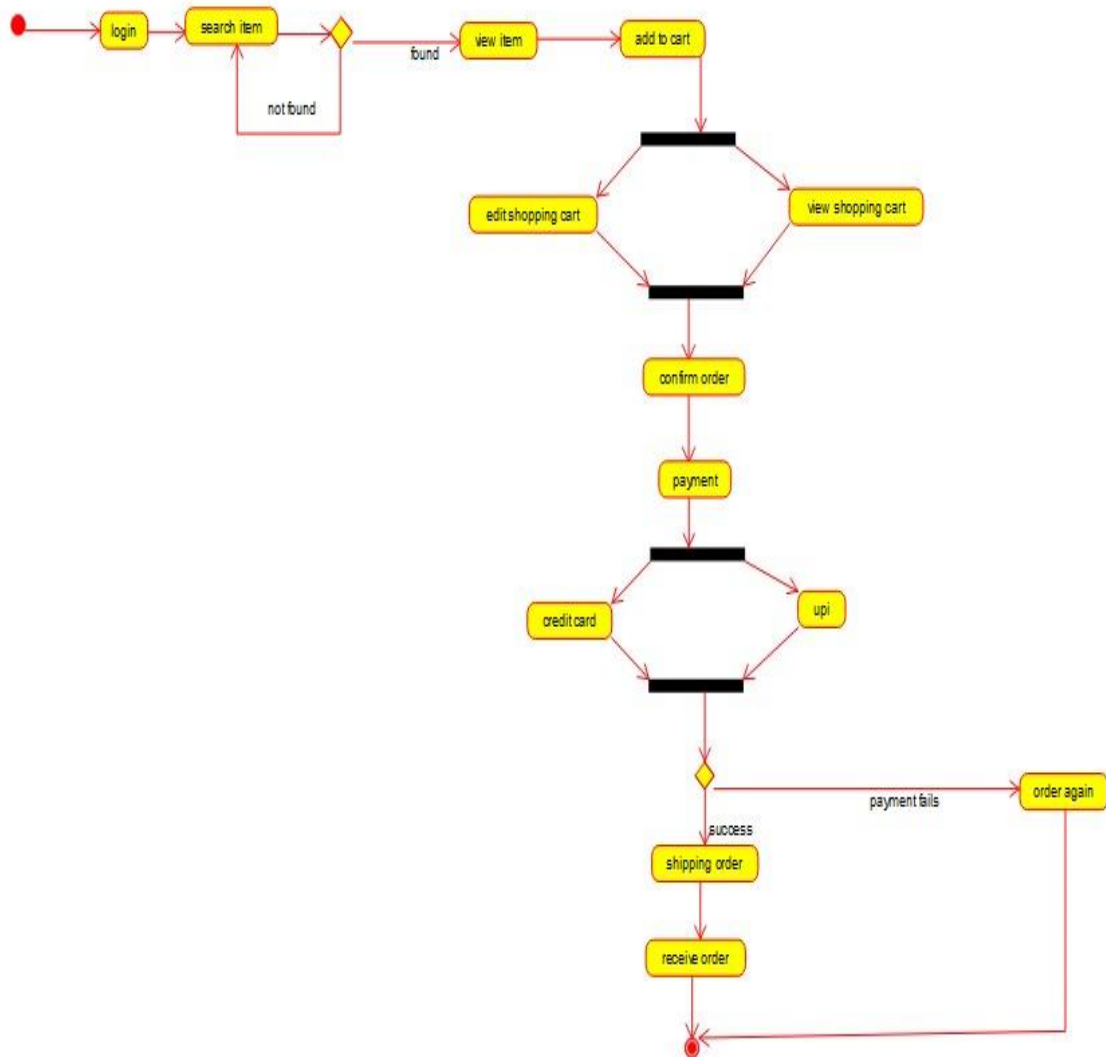 login
search item
view item
add to cart
found
not found
edit shopping cart
view shopping cart
confirm order
payment
credit card
upi
order again
payment fails
success
shipping order
receive order